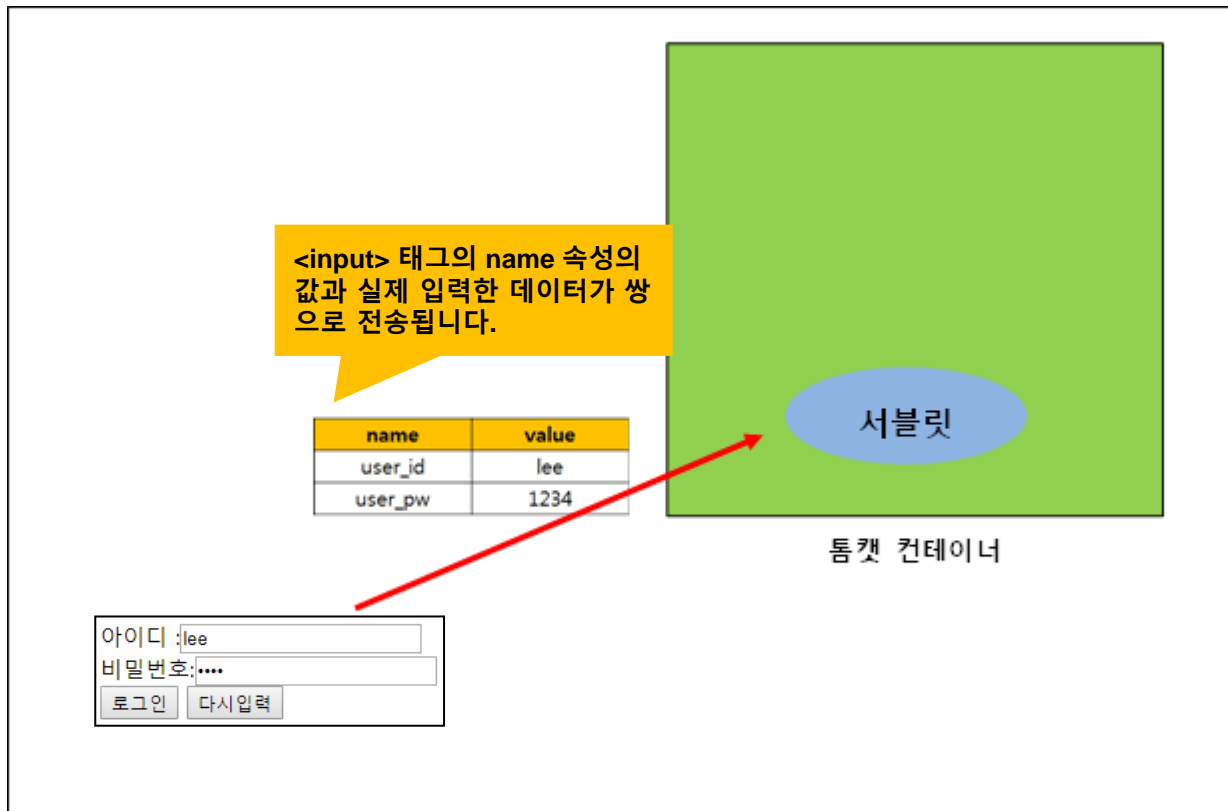 <input> 태그의 name 속성의
값과 실제 입력한 데이터가 쌍
으로 전송됩니다.
name value
user_id lee
user_pw 1234
서블릿
톰캣 컨테이너
아이디 :lee
비밀번호:••••
로그인 다시입력